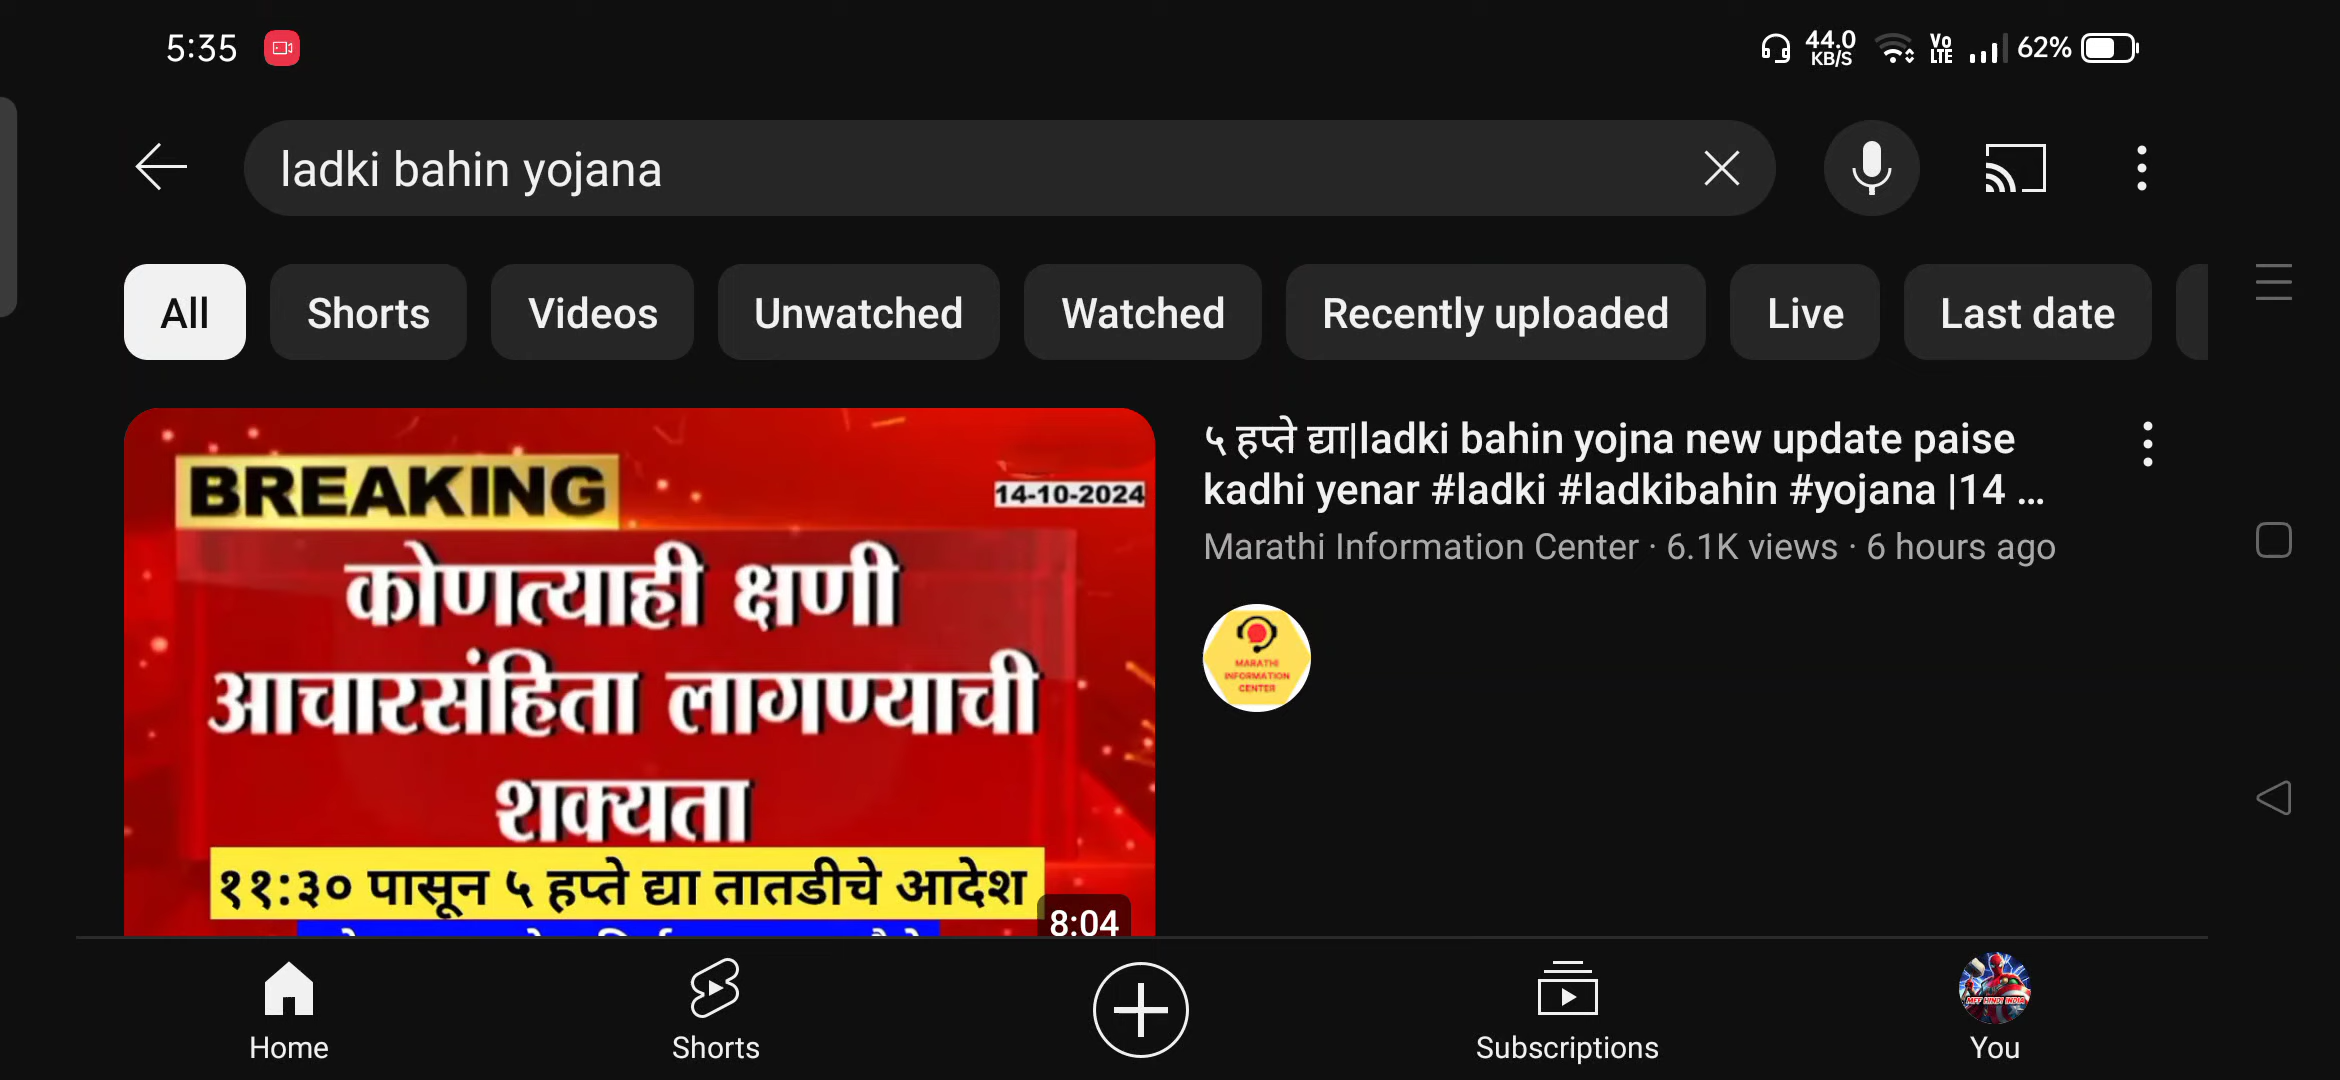 5:35
44.0
KB/S
Vo
LTE
62%
ladki bahin yojana
All
Shorts
Videos
Unwatched
Watched
Recently uploaded
Live
Last date
BREAKING
14-10-2024
कोणत्याही क्षणी
आचारसंहिता लागण्याची
शक्यता
११:३० पासून ५ हप्ते द्या तातडीचे आदेश
8:04
५ हप्ते द्या|ladki bahin yojna new update paise
kadhi yenar #ladki #ladkibahin #yojana |14 ...
Marathi Information Center · 6.1K views · 6 hours ago
MARATHI
INFORMATION
CENTER
Home
Shorts
Subscriptions
MFF HINDI INDIA
You